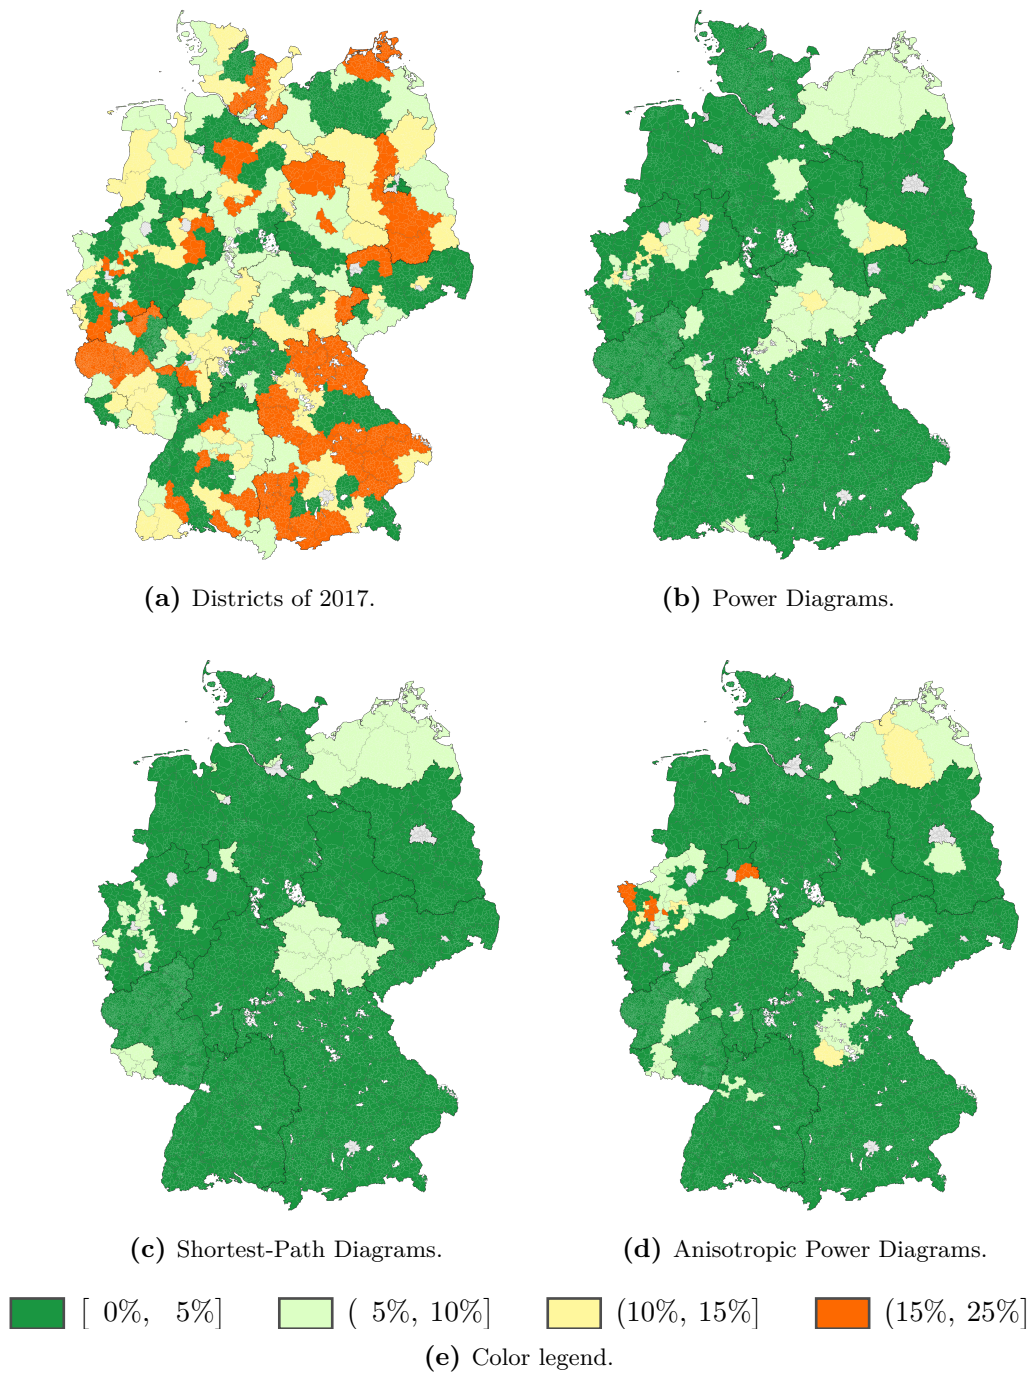 (a) Districts of 2017.
(b) Power Diagrams.
(c) Shortest-Path Diagrams.
(d) Anisotropic Power Diagrams.
[ 0%, 5%]
( 5%, 10%]
(10%, 15%]
(15%, 25%]
(e) Color legend.